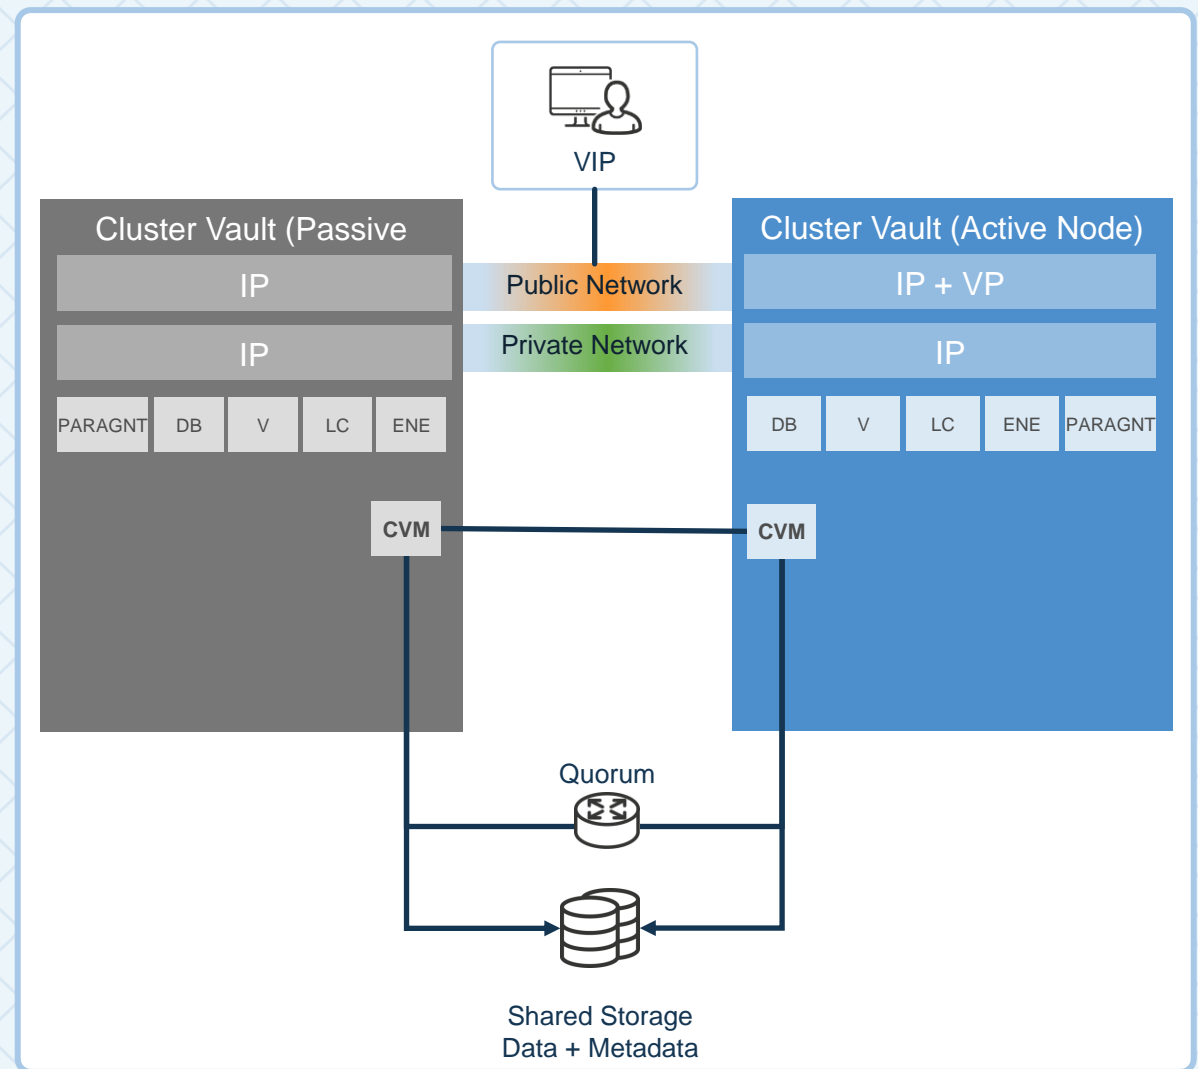 VIP
Cluster Vault (Passive
IP
IP
PARAGNT DB V LC ENE
CVM
Public Network
Private Network
Cluster Vault (Active Node)
IP + VP
IP
DB V LC ENE PARAGNT
CVM
Quorum
Shared Storage
Data + Metadata